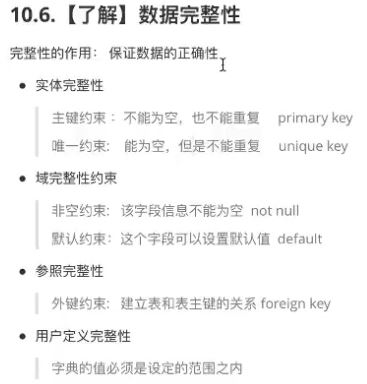 10.6.【了解】数据完整性
完整性的作用： 保证数据的正确性
实体完整性
主键约束 ：不能为空，也不能重复 primary key
唯一约束: 能为空，但是不能重复 unique key
域完整性约束
非空约束: 该字段信息不能为空 not null
默认约束: 这个字段可以设置默认值 default
参照完整性
外键约束: 建立表和表主键的关系 foreign key
用户定义完整性
字典的值必须是设定的范围之内